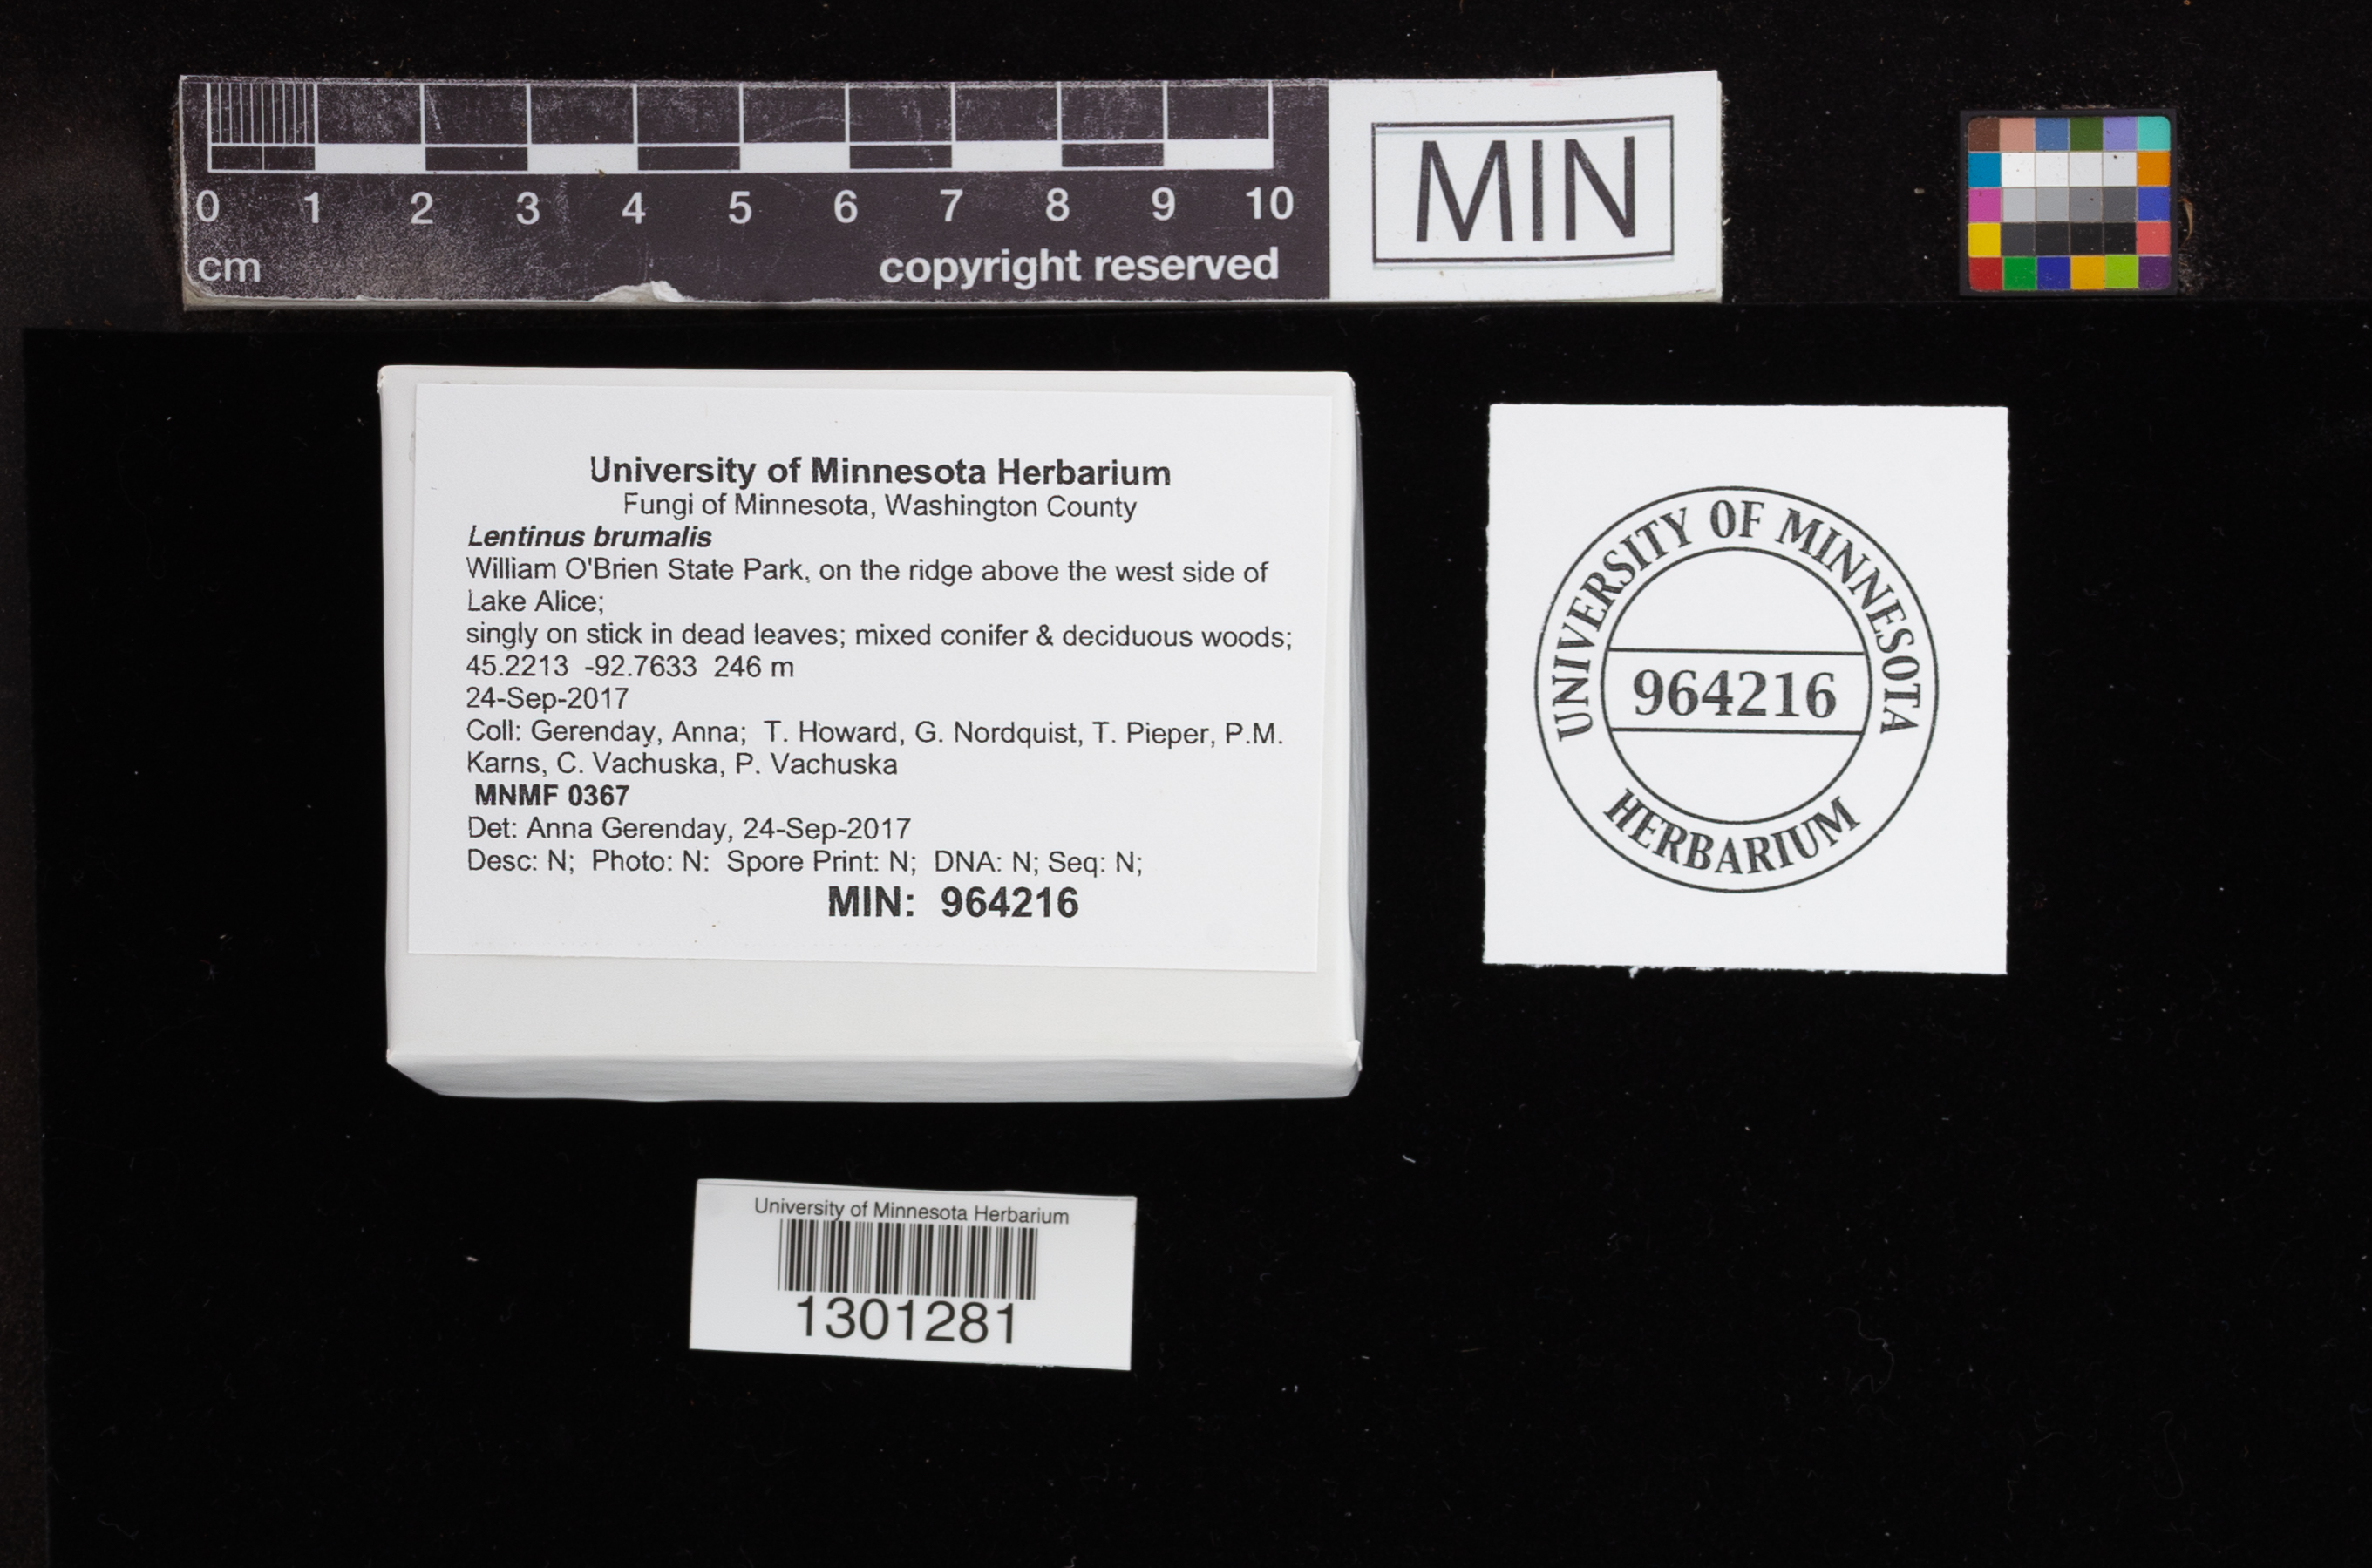 0 1 2 3 4 5 6 7 8 9 10
cm
copyright reserved
MIN
University of Minnesota Herbarium
Fungi of Minnesota, Washington County
Lentinus brumalis
William O'Brien State Park, on the ridge above the west side of
Lake Alice;
singly on stick in dead leaves; mixed conifer & deciduous woods;
45.2213 -92.7633 246 m
24-Sep-2017
Coll: Gerenday, Anna; T. Howard, G. Nordquist, T. Pieper, P.M.
Karns, C. Vachuska, P. Vachuska
MNMF 0367
Det: Anna Gerenday, 24-Sep-2017
Desc: N; Photo: N: Spore Print: N; DNA: N; Seq: N;
MIN: 964216
UNIVERSITY OF MINNESOTA
964216
HERBARIUM
University of Minnesota Herbarium
1301281